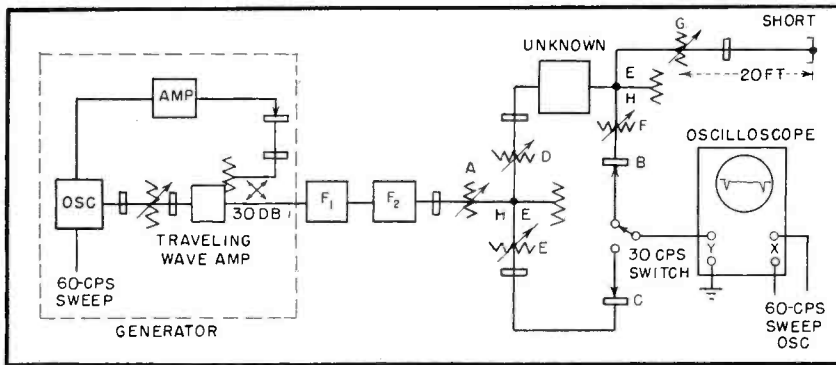 AMP
OSC
30 DB
TRAVELING
WAVE AMP
60-CPS
SWEEP
GENERATOR
F1
F2
A
H E
D
E
UNKNOWN
E
H
G
SHORT
20 FT
F
B
30 CPS
SWITCH
C
OSCILLOSCOPE
Y
X
60-CPS
SWEEP
OSC